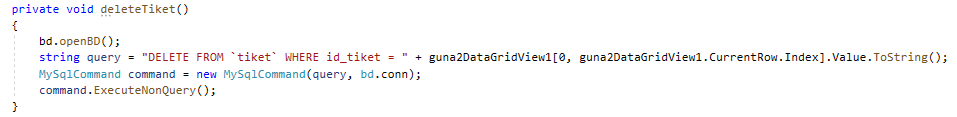 private void deleteTiket()
{
bd.openBD();
string query = "DELETE FROM `tiket` WHERE id_tiket = " + guna2DataGridView1[0, guna2DataGridView1.CurrentRow.Index].Value.ToString();
MySqlCommand command = new MySqlCommand(query, bd.conn);
command.ExecuteNonQuery();
}